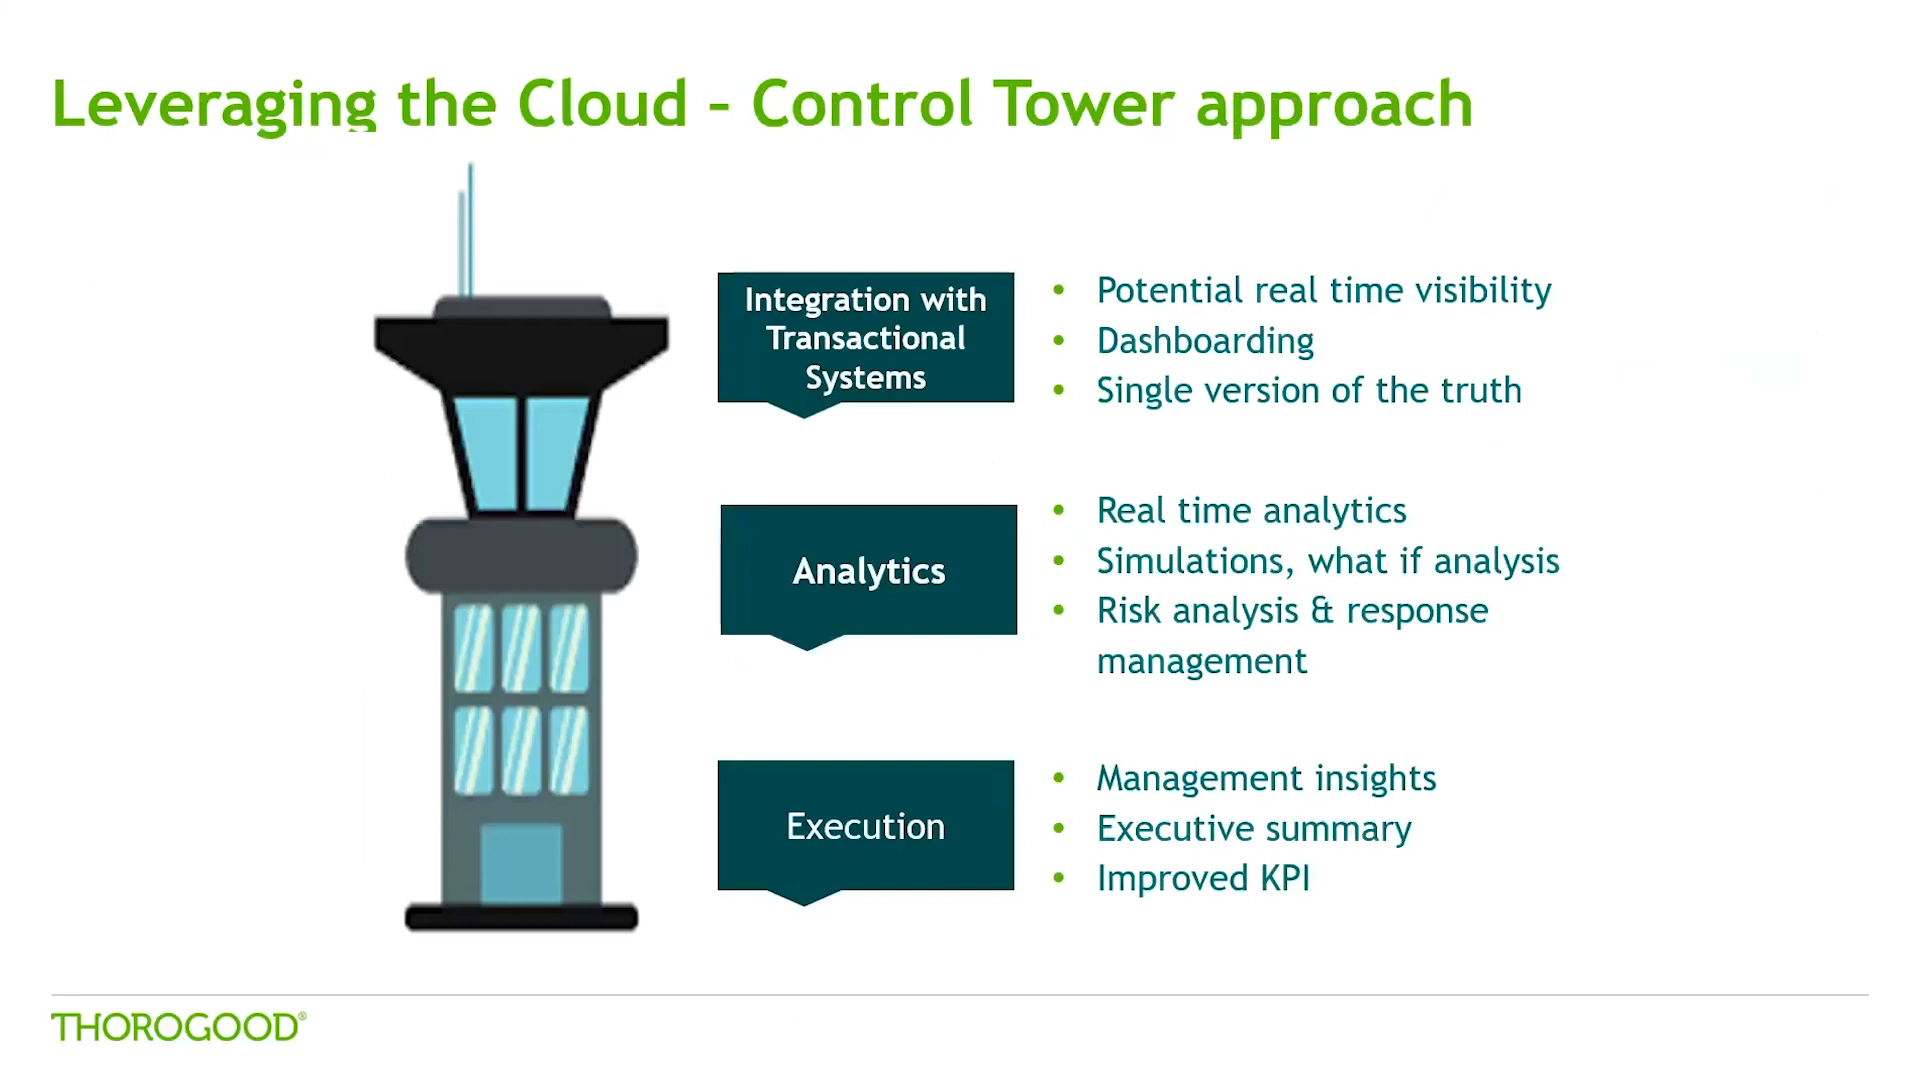 Leveraging the Cloud – Control Tower approach
Integration with
Transactional
Systems
• Potential real time visibility
• Dashboarding
• Single version of the truth
Analytics
• Real time analytics
• Simulations, what if analysis
• Risk analysis & response
management
Execution
• Management insights
• Executive summary
• Improved KPI
THOROGOOD®